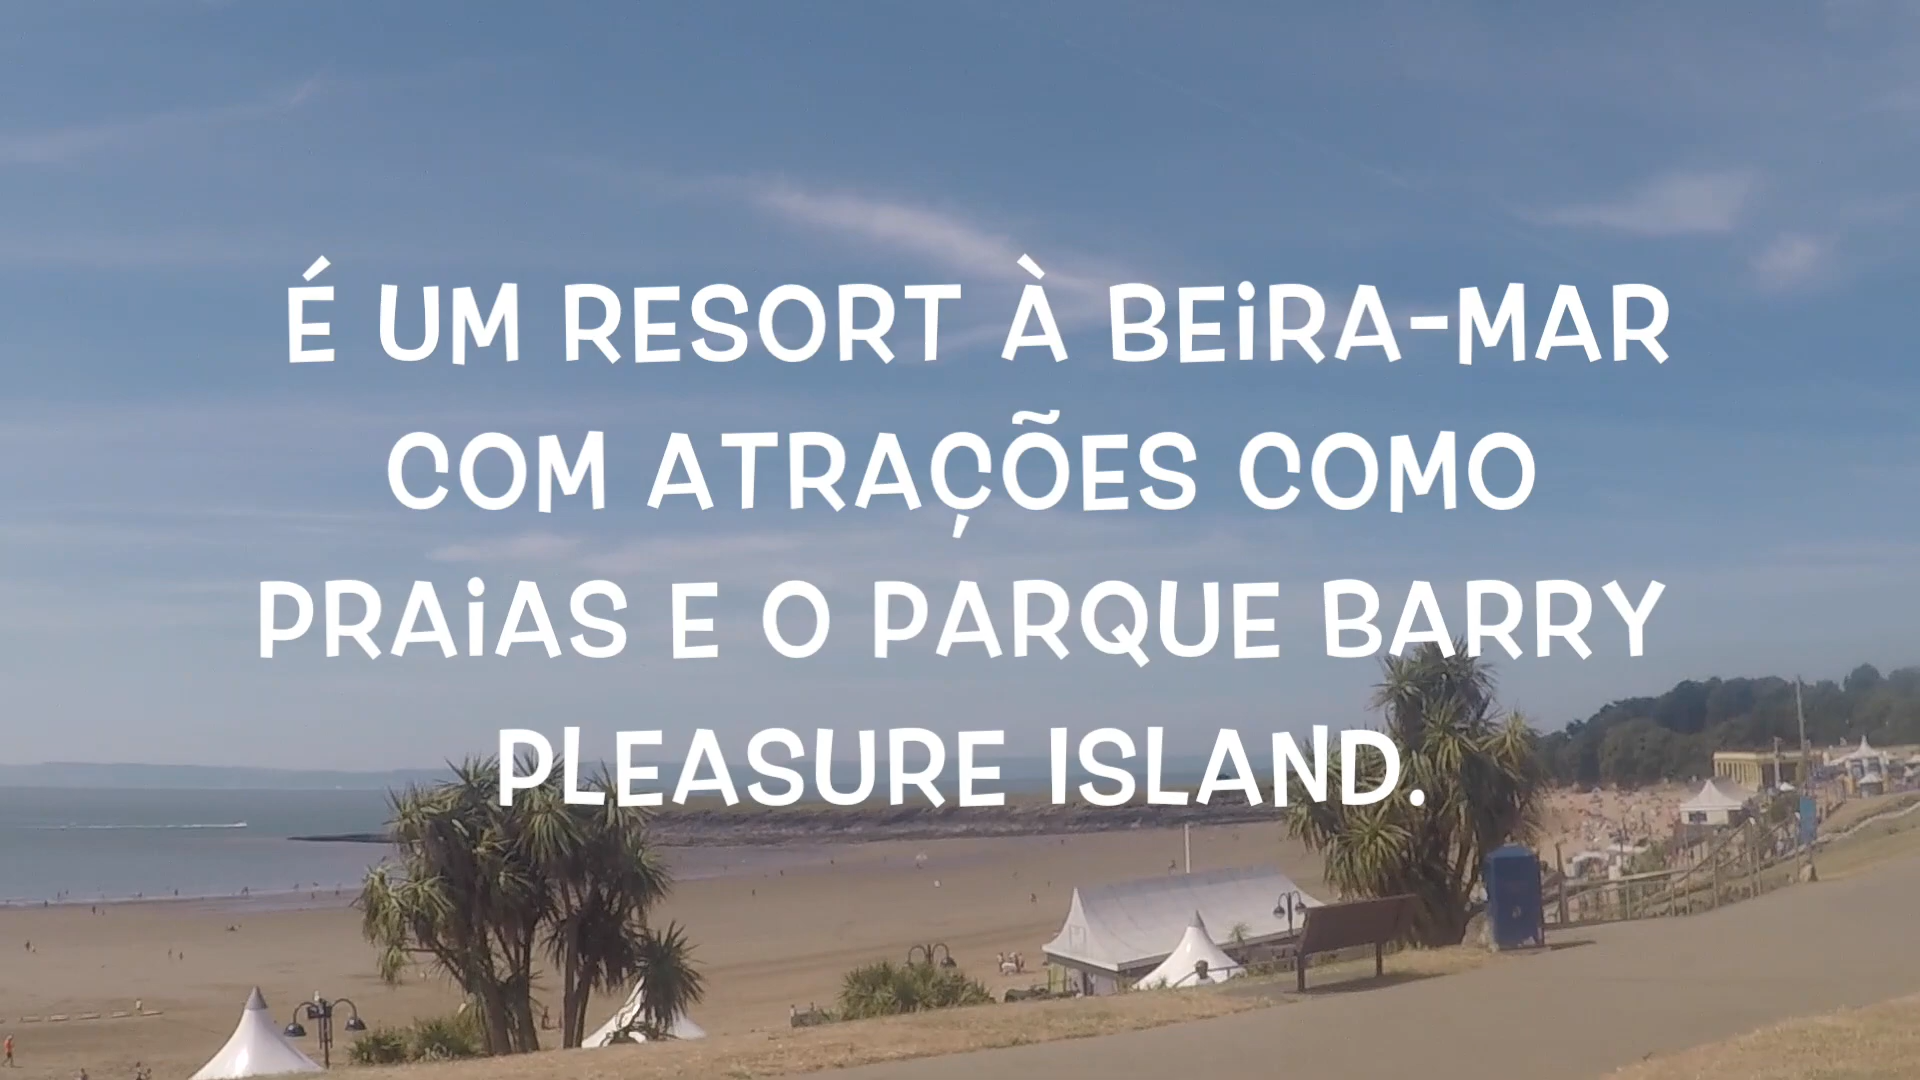 É UM RESORT À BEIRA-MAR
COM ATRAÇÕES COMO
PRAIAS E O PARQUE BARRY
PLEASURE ISLAND.